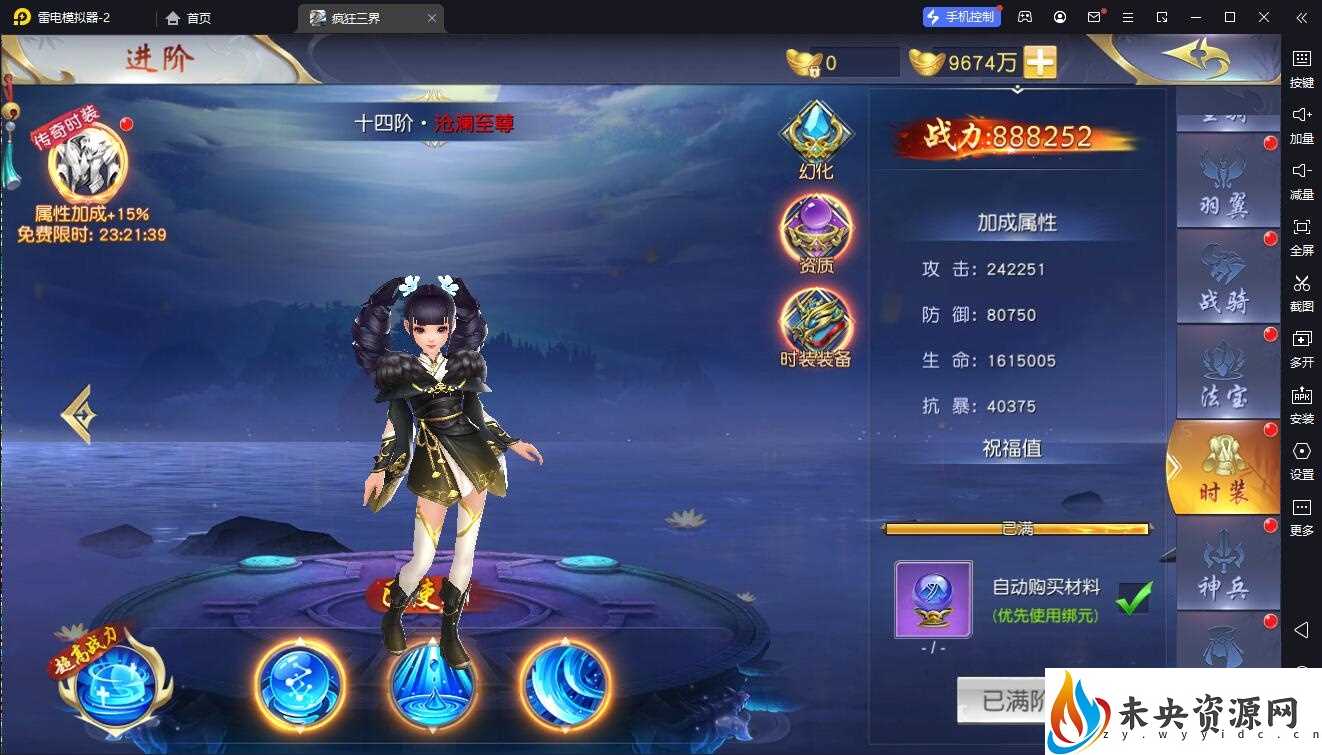 雷电模拟器-2
首页
疯狂三界
手机控制
进阶
0
9674万
传奇时装
属性加成+15%
免费限时: 23:21:39
十四阶·沧澜至尊
幻化
资质
时装装备
战力:888252
加成属性
攻 击: 242251
防 御: 80750
生 命: 1615005
抗 暴: 40375
祝福值
已满
自动购买材料
(优先使用绑元)
-/-
已满阶
羽翼
战骑
法宝
时装
神兵
超高战力
按键
加量
减量
全屏
截图
多开
APK
安装
设置
更多
未央资源网
zy.wyyidc.cn